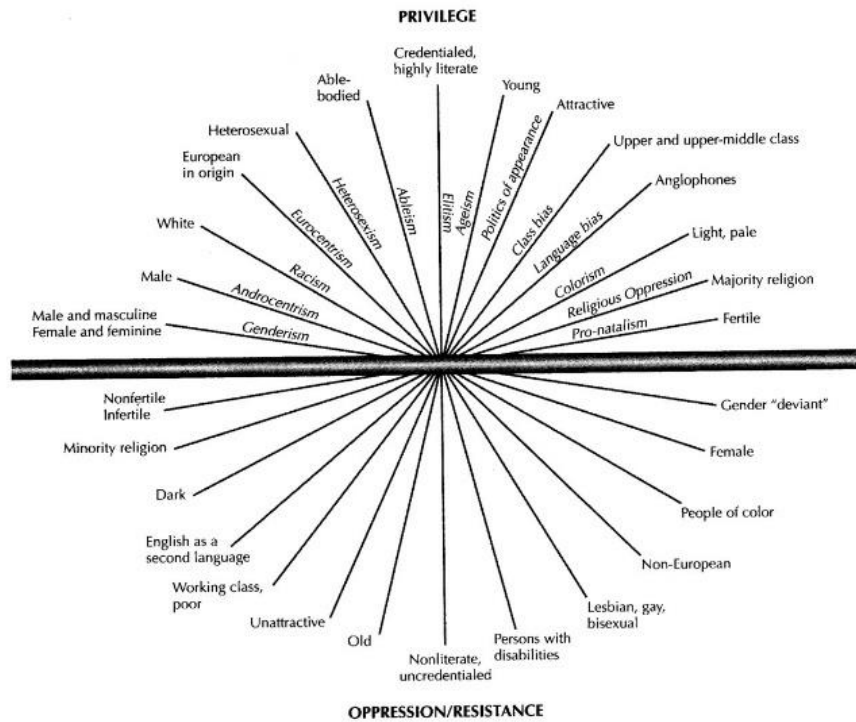 PRIVILEGE
Credentialed,
highly literate
Able-
bodied
Young
Attractive
Heterosexual
Upper and upper-middle class
European
in origin
Anglophones
White
Light, pale
Male
Majority religion
Male and masculine
Female and feminine
Fertile
Genderism
Androcentrism
Racism
Eurocentrism
Heterosexism
Ableism
Elitism
Ageism
Politics of appearance
Class bias
Language bias
Colorism
Religious Oppression
Pro-natalism
Nonfertile
Infertile
Gender "deviant"
Minority religion
Female
Dark
People of color
English as a
second language
Non-European
Working class,
poor
Lesbian, gay,
bisexual
Unattractive
Old
Persons with
disabilities
Nonliterate,
uncredentialed
OPPRESSION/RESISTANCE